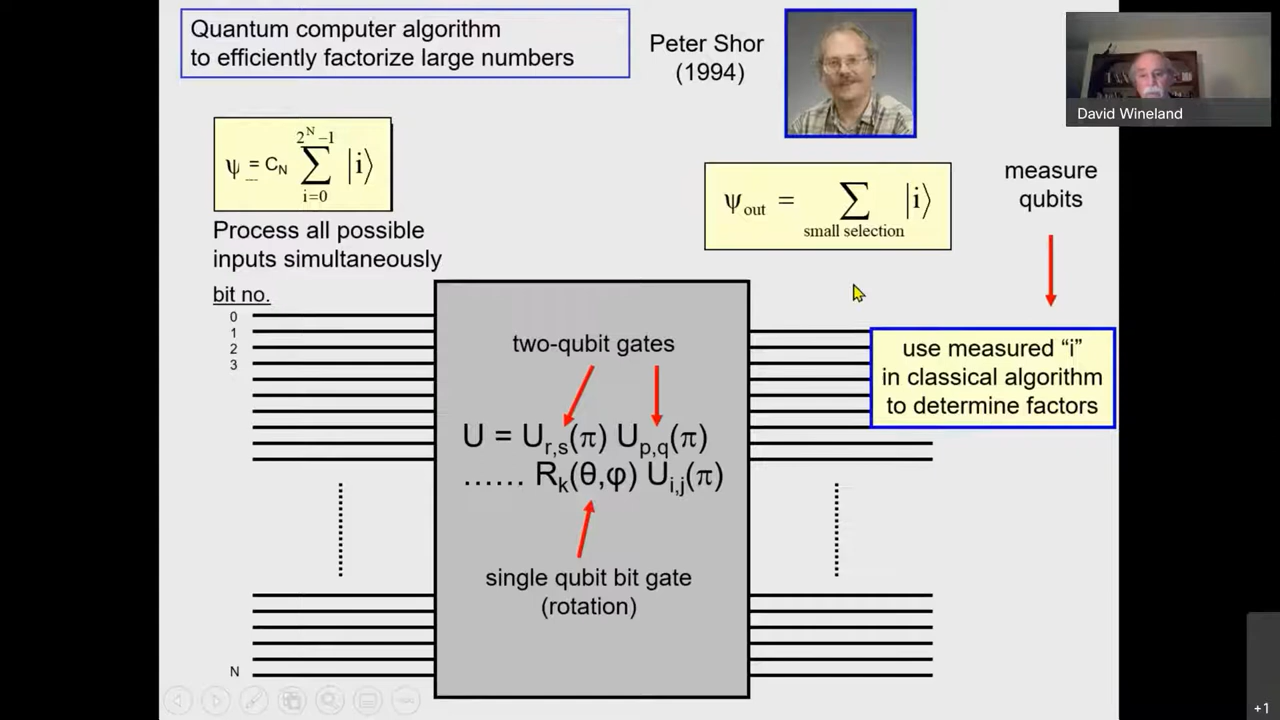 Quantum computer algorithm
to efficiently factorize large numbers
Peter Shor
(1994)
David Wineland
ψ = C_N ∑_{i=0}^{2^N –1} |i⟩
Process all possible
inputs simultaneously
ψ_out = ∑_{small selection} |i⟩
measure
qubits
bit no.
0
1
2
3
two-qubit gates
use measured “i”
in classical algorithm
to determine factors
U = U_{r,s}(π) U_{p,q}(π)
...... R_k(θ,φ) U_{i,j}(π)
single qubit bit gate
(rotation)
N
+1